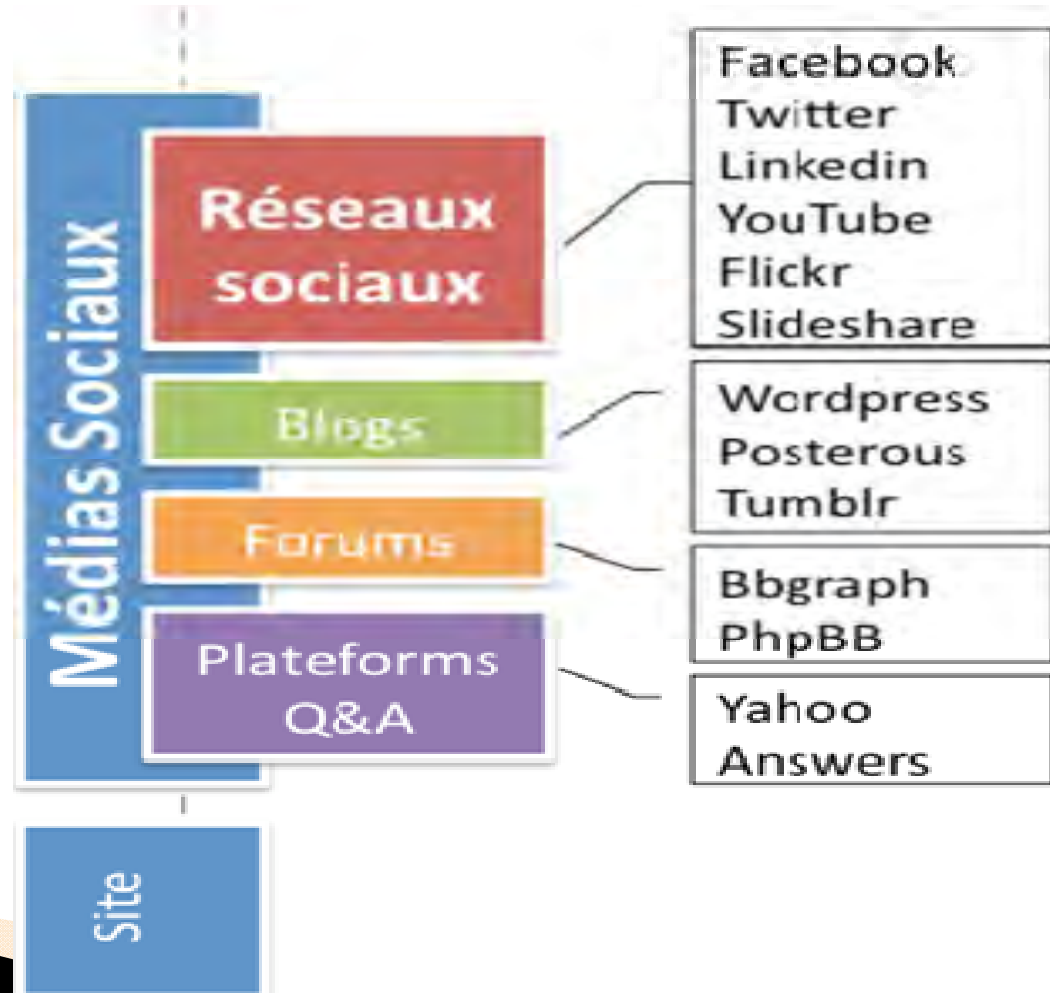 Médias Sociaux
Réseaux
sociaux
Facebook
Twitter
Linkedin
YouTube
Flickr
Slideshare
Blogs
Wordpress
Posterous
Tumblr
Forums
Bbgraph
PhpBB
Plateforms
Q&A
Yahoo
Answers
Site